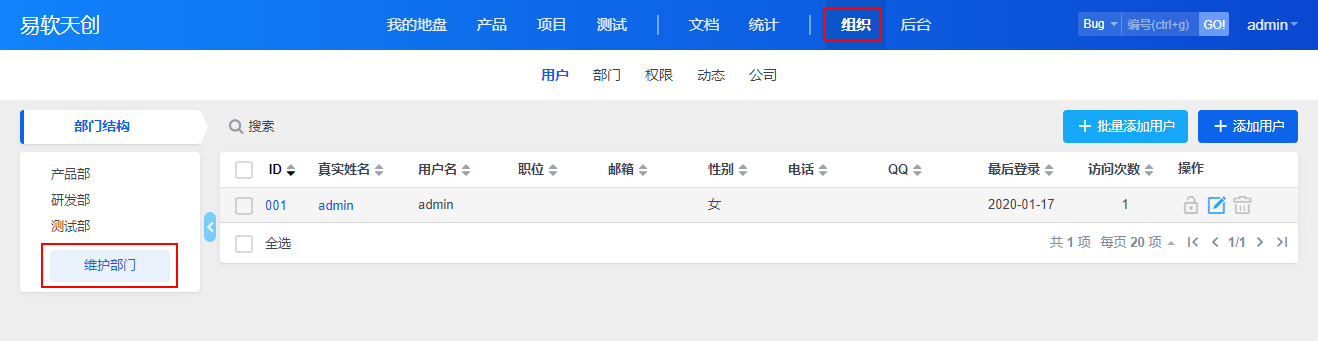 易软天创 我的地盘 产品 项目 测试 文档 统计 组织 后台 Bug 编号(ctrl+g) GO! admin
用户 部门 权限 动态 公司
部门结构 搜索 批量添加用户 添加用户
ID 真实姓名 用户名 职位 邮箱 性别 电话 QQ 最后登录 访问次数 操作
产品部
研发部
测试部
维护部门
001 admin admin 女 2020-01-17 1
全选 共 1 项 每页 20 项 1/1